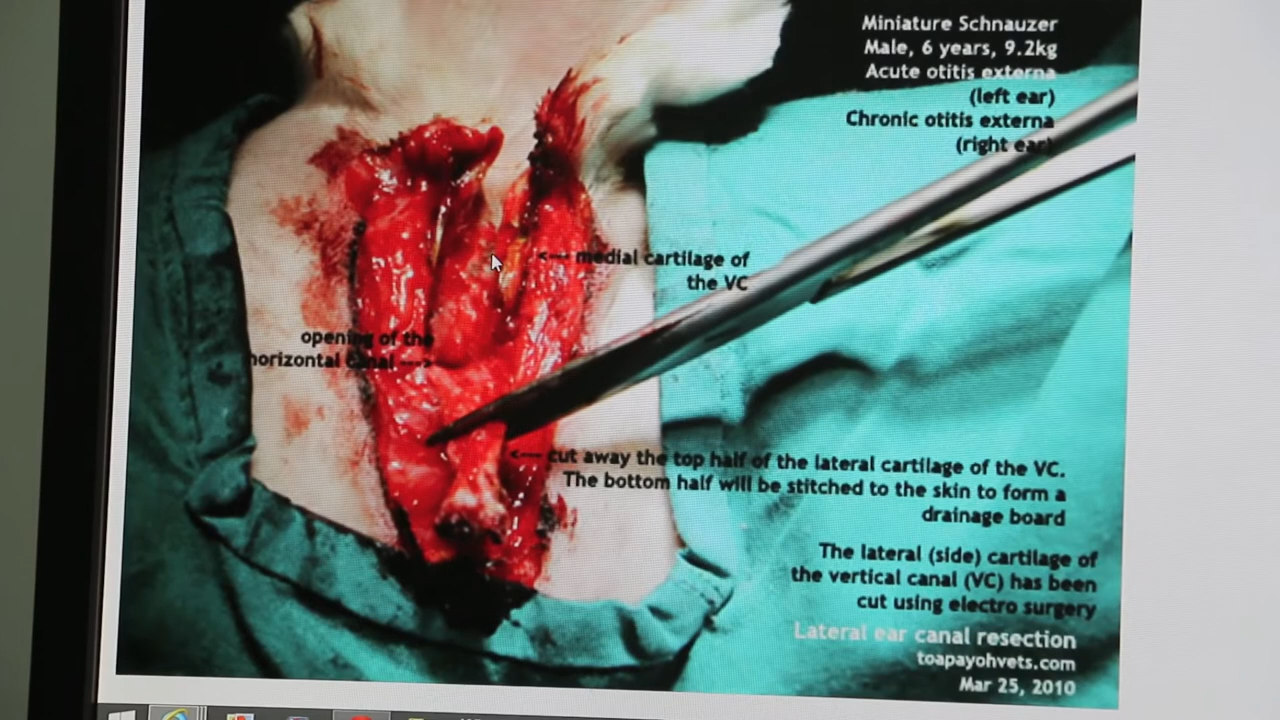 Miniature Schnauzer
Male, 6 years, 9.2kg
Acute otitis externa
(left ear)
Chronic otitis externa
(right ear)
<--- medial cartilage of
the VC
opening of the
horizontal canal --->
<--- cut away the top half of the lateral cartilage of the VC.
The bottom half will be stitched to the skin to form a
drainage board
The lateral (side) cartilage of
the vertical canal (VC) has been
cut using electro surgery
Lateral ear canal resection
toapayohvets.com
Mar 25, 2010